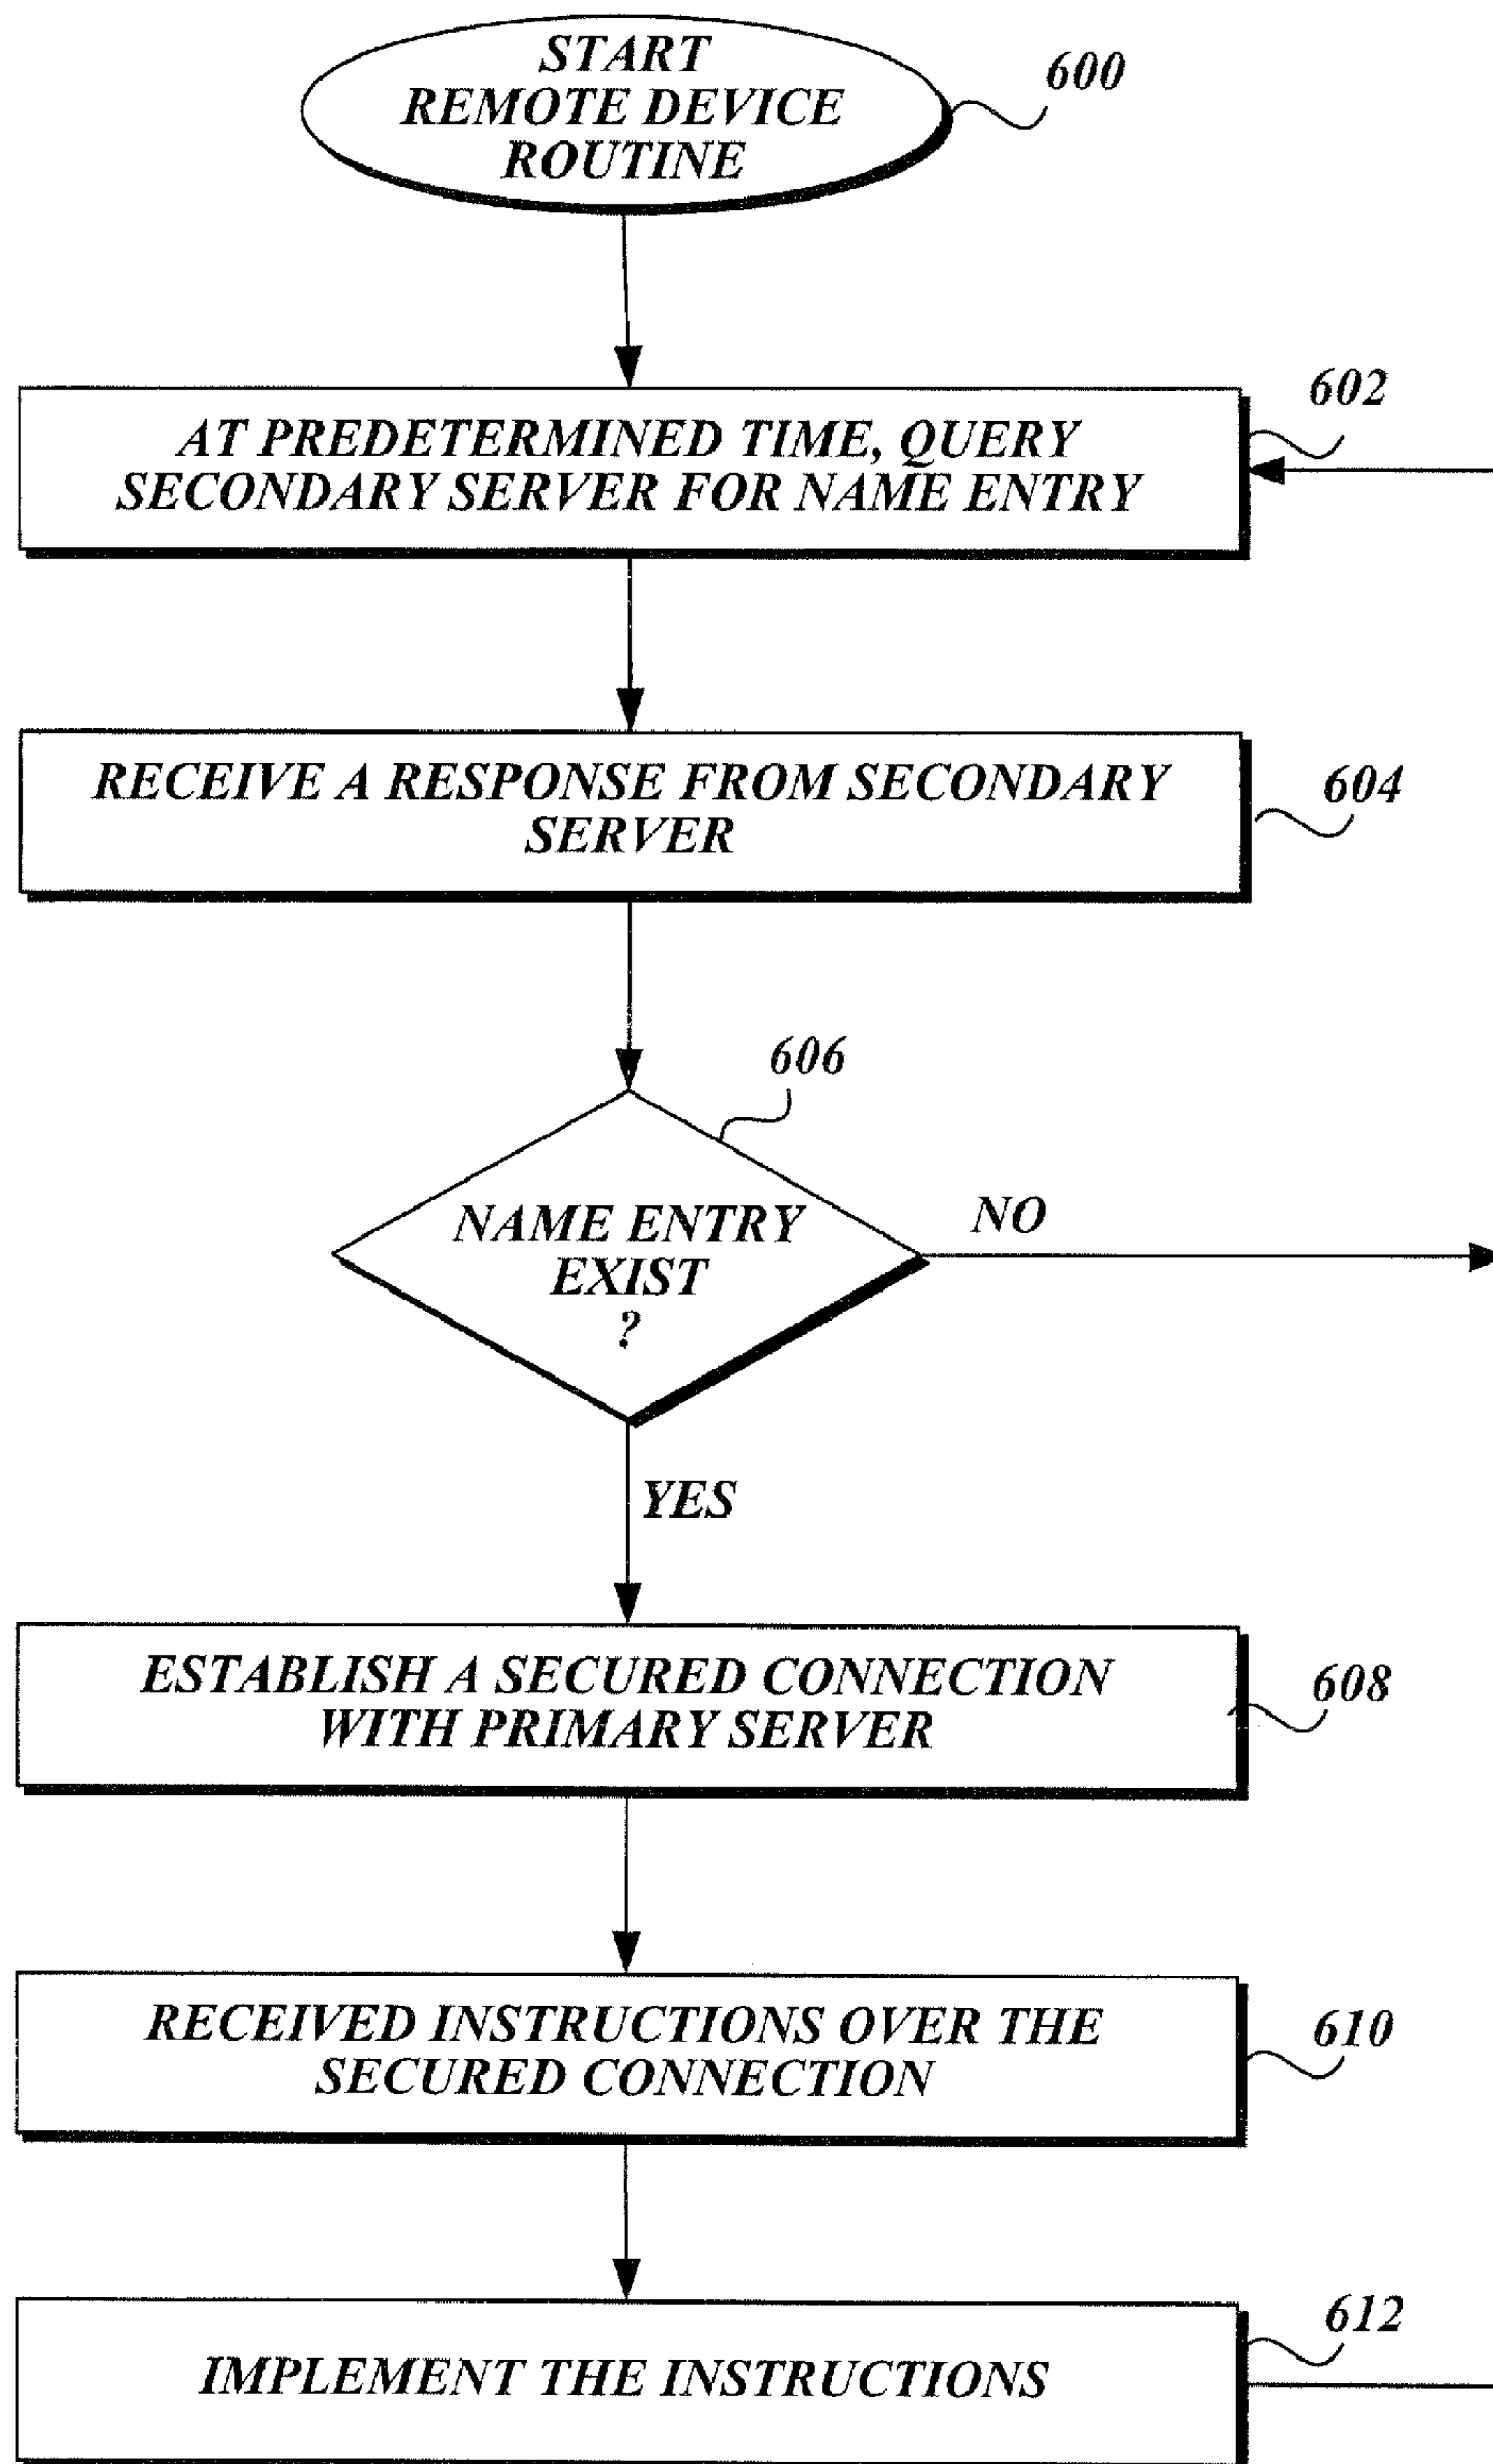 START
REMOTE DEVICE
ROUTINE
600
AT PREDETERMINED TIME, QUERY
SECONDARY SERVER FOR NAME ENTRY
602
RECEIVE A RESPONSE FROM SECONDARY
SERVER
604
606
NAME ENTRY
EXIST
?
NO
YES
ESTABLISH A SECURED CONNECTION
WITH PRIMARY SERVER
608
RECEIVED INSTRUCTIONS OVER THE
SECURED CONNECTION
610
IMPLEMENT THE INSTRUCTIONS
612